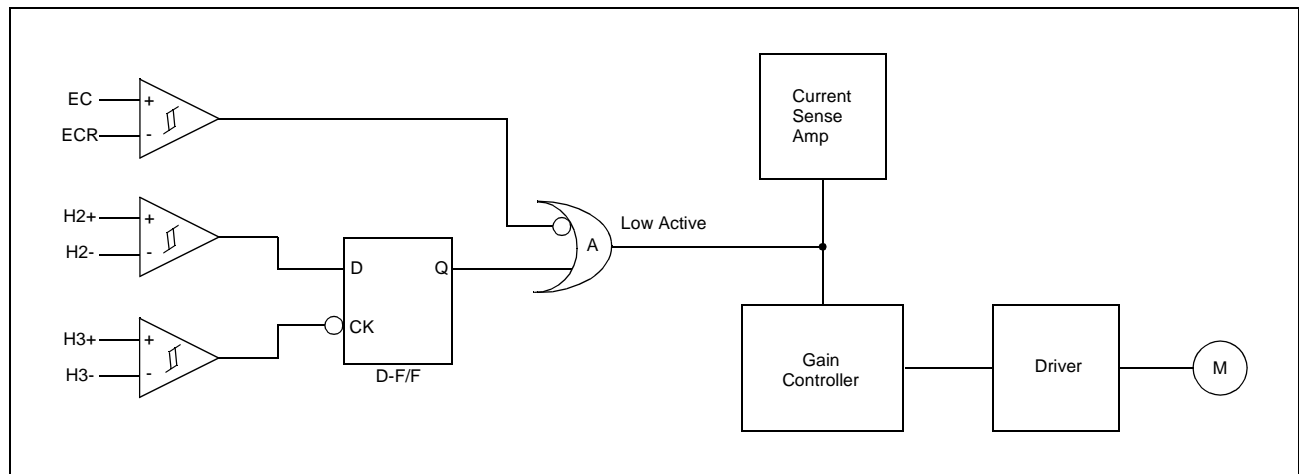 EC
+
ECR
-
H2+
+
H2-
-
H3+
+
H3-
-
D
Q
CK
D-F/F
A
Low Active
Current
Sense
Amp
Gain
Controller
Driver
M